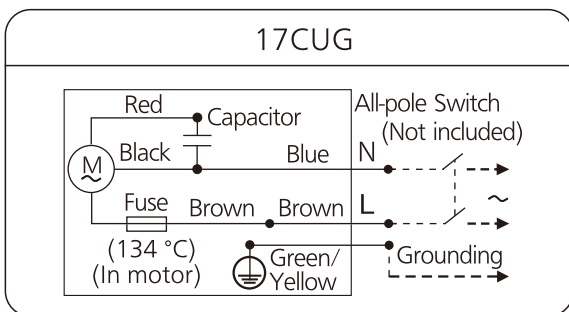 17CUG
Red
Capacitor
All-pole Switch
(Not included)
M
Black
Blue
N
Fuse
Brown
Brown
L
~
(134 °C)
(In motor)
Green/
Yellow
Grounding